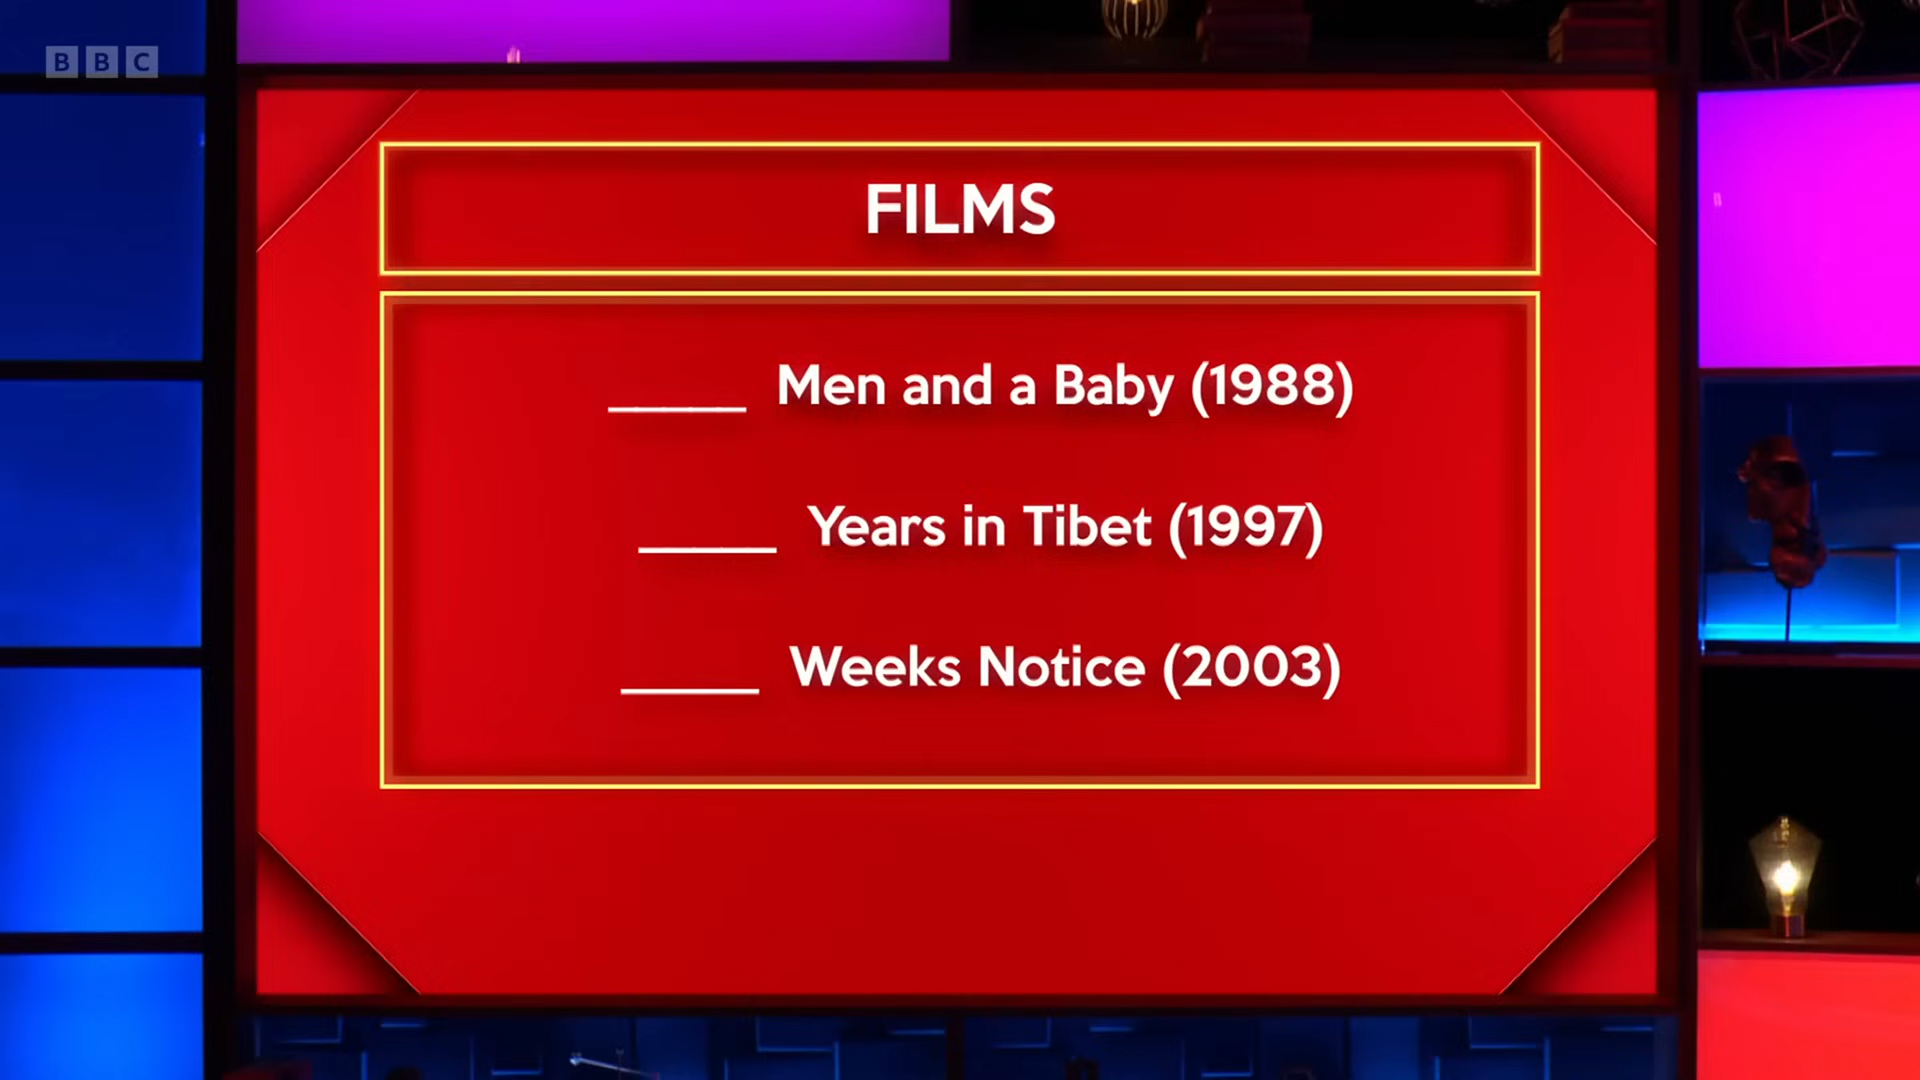 BBC
FILMS
_____ Men and a Baby (1988)
_____ Years in Tibet (1997)
_____ Weeks Notice (2003)